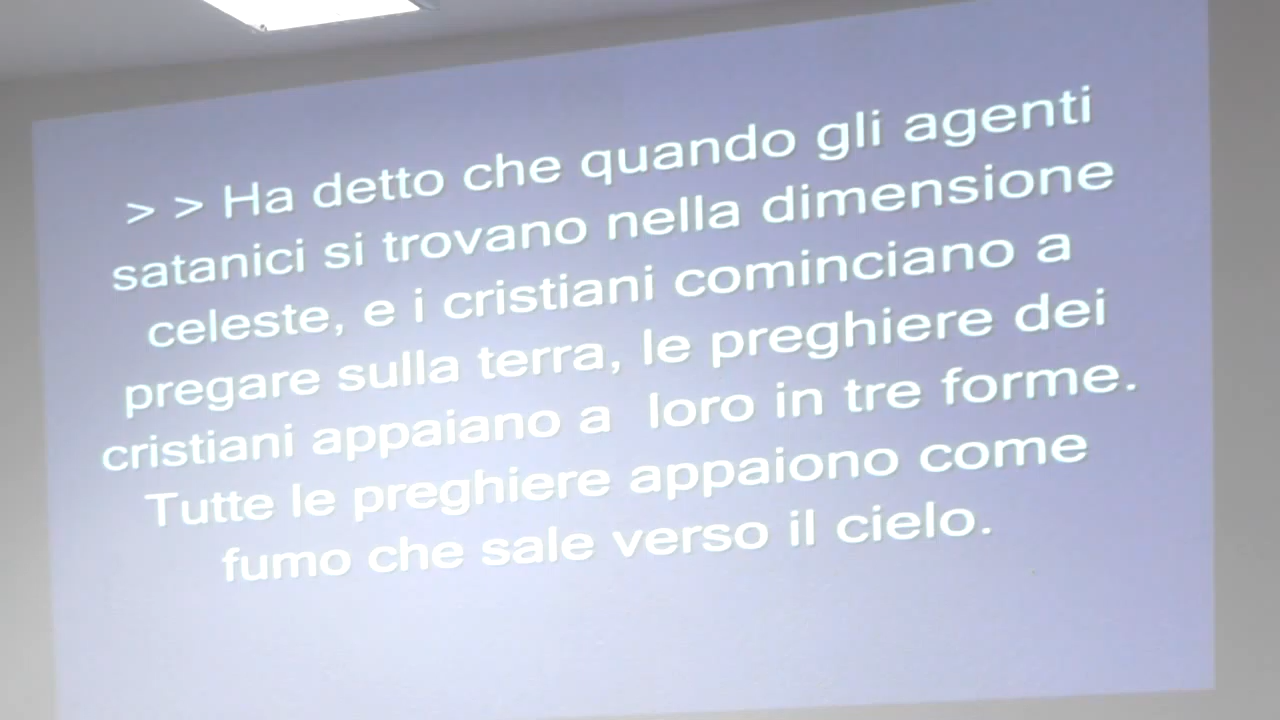 > > Ha detto che quando gli agenti
satanici si trovano nella dimensione
celeste, e i cristiani cominciano a
pregare sulla terra, le preghiere dei
cristiani appaiano a loro in tre forme.
Tutte le preghiere appaiono come
fumo che sale verso il cielo.